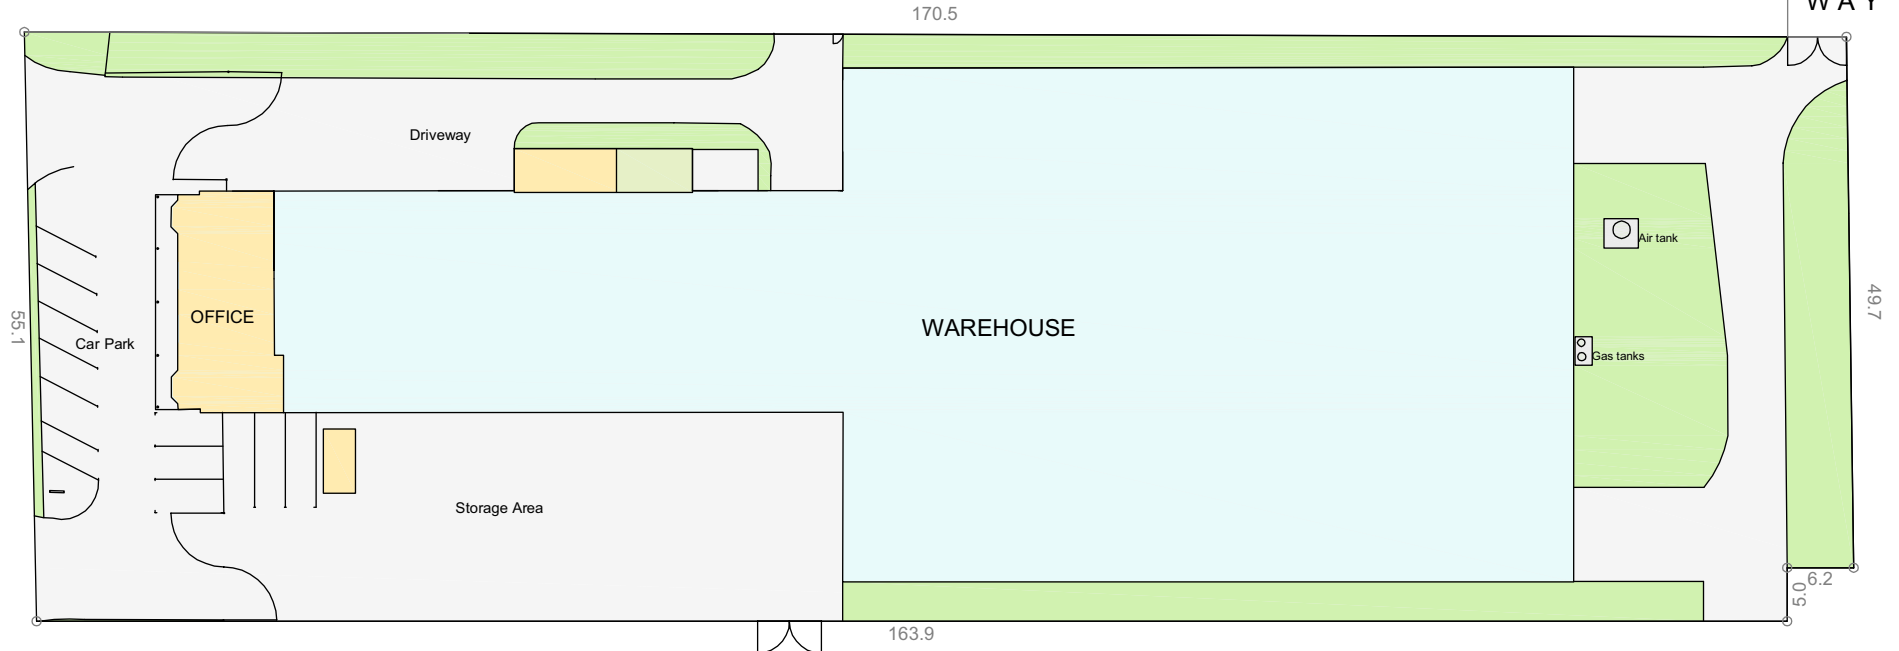 170.5
WAY
Driveway
Air tank
55.1
OFFICE
49.7
WAREHOUSE
Car Park
Gas tanks
Storage Area
6.2
5.0
163.9